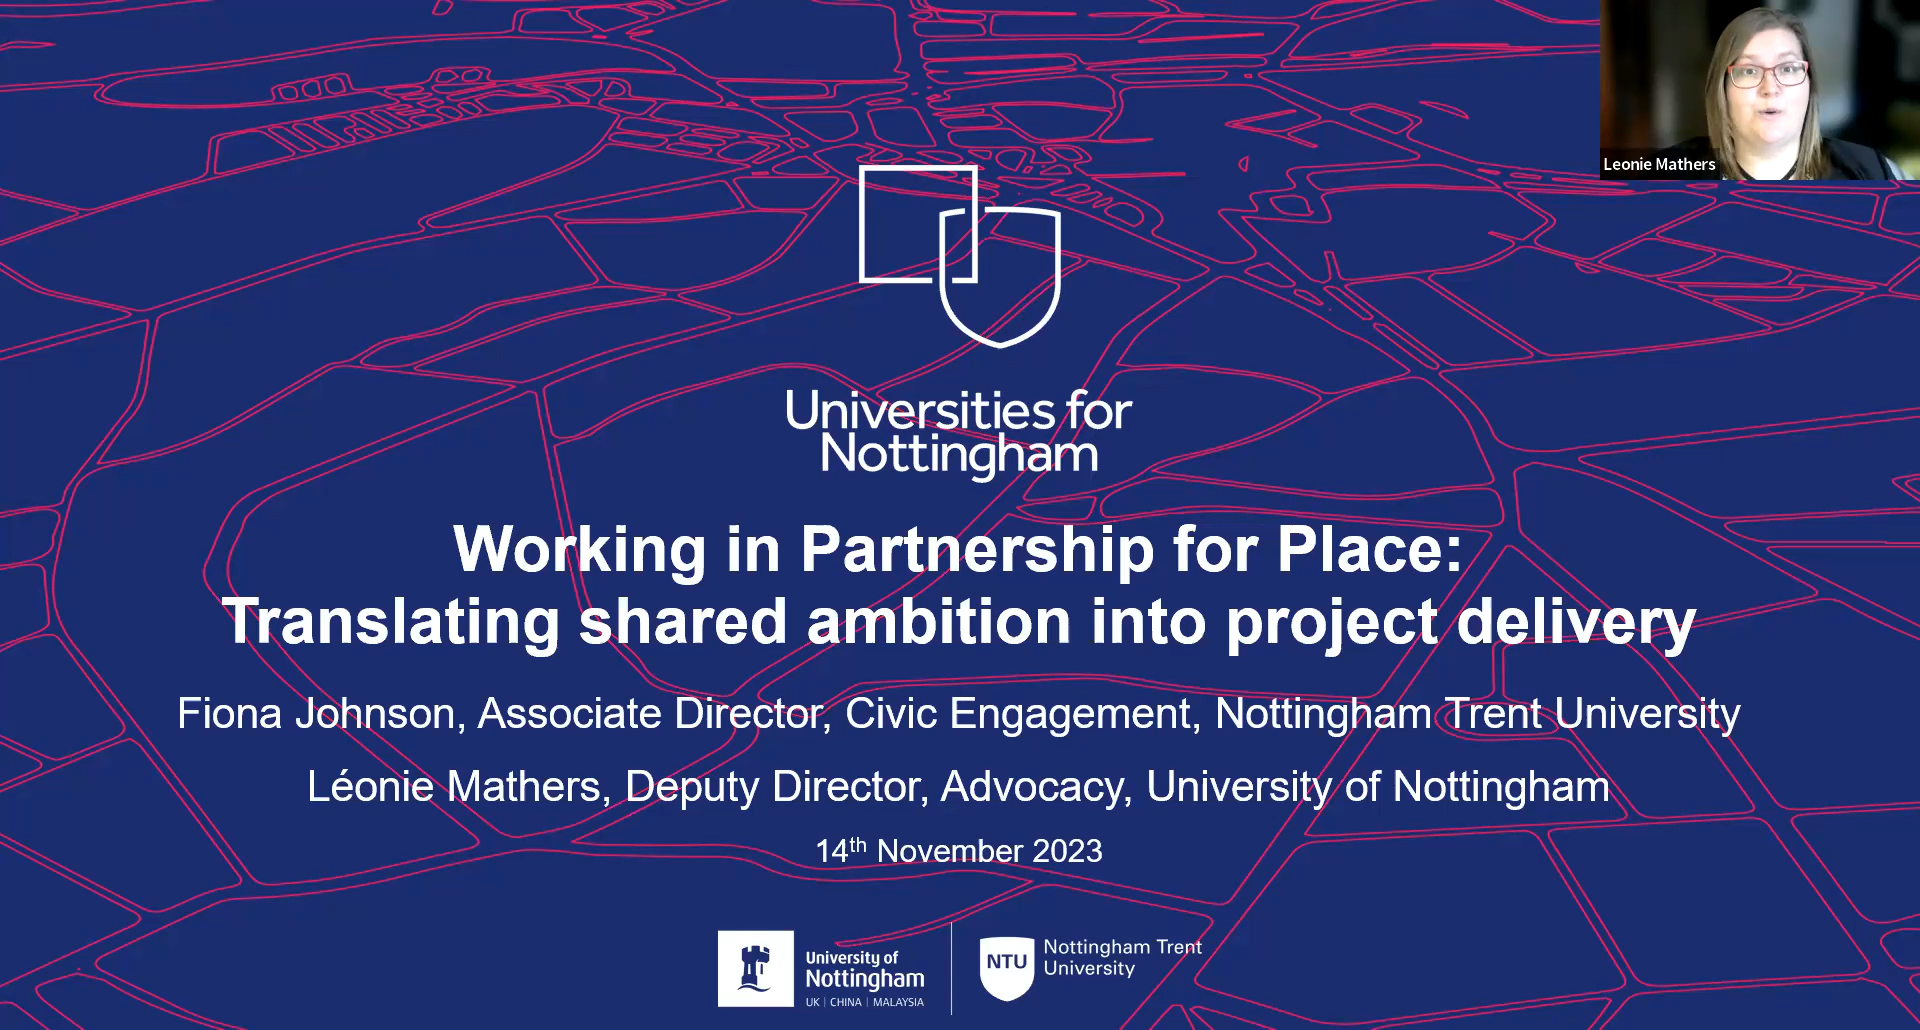 Leonie Mathers
Universities for
Nottingham
Working in Partnership for Place:
Translating shared ambition into project delivery
Fiona Johnson, Associate Director, Civic Engagement, Nottingham Trent University
Léonie Mathers, Deputy Director, Advocacy, University of Nottingham
14th November 2023
University of
Nottingham
UK | CHINA | MALAYSIA
NTU
Nottingham Trent
University